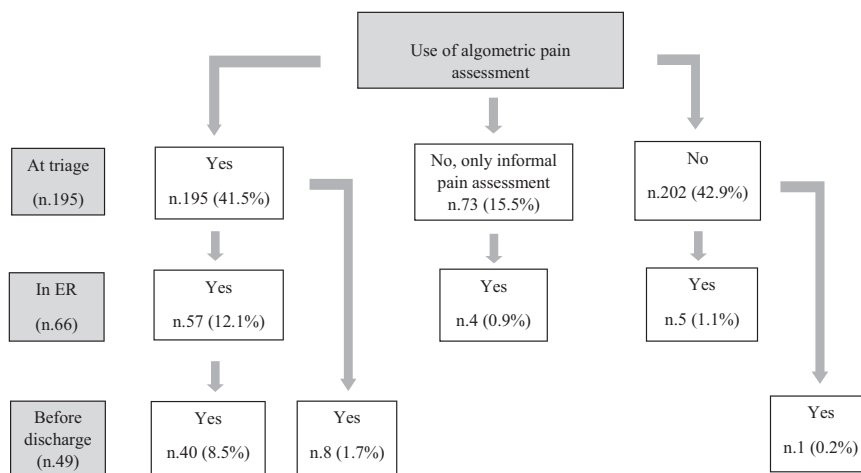 Use of algometric pain
assessment
At triage
(n.195)
Yes
n.195 (41.5%)
No, only informal
pain assessment
n.73 (15.5%)
No
n.202 (42.9%)
In ER
(n.66)
Yes
n.57 (12.1%)
Yes
n.4 (0.9%)
Yes
n.5 (1.1%)
Before
discharge
(n.49)
Yes
n.40 (8.5%)
Yes
n.8 (1.7%)
Yes
n.1 (0.2%)